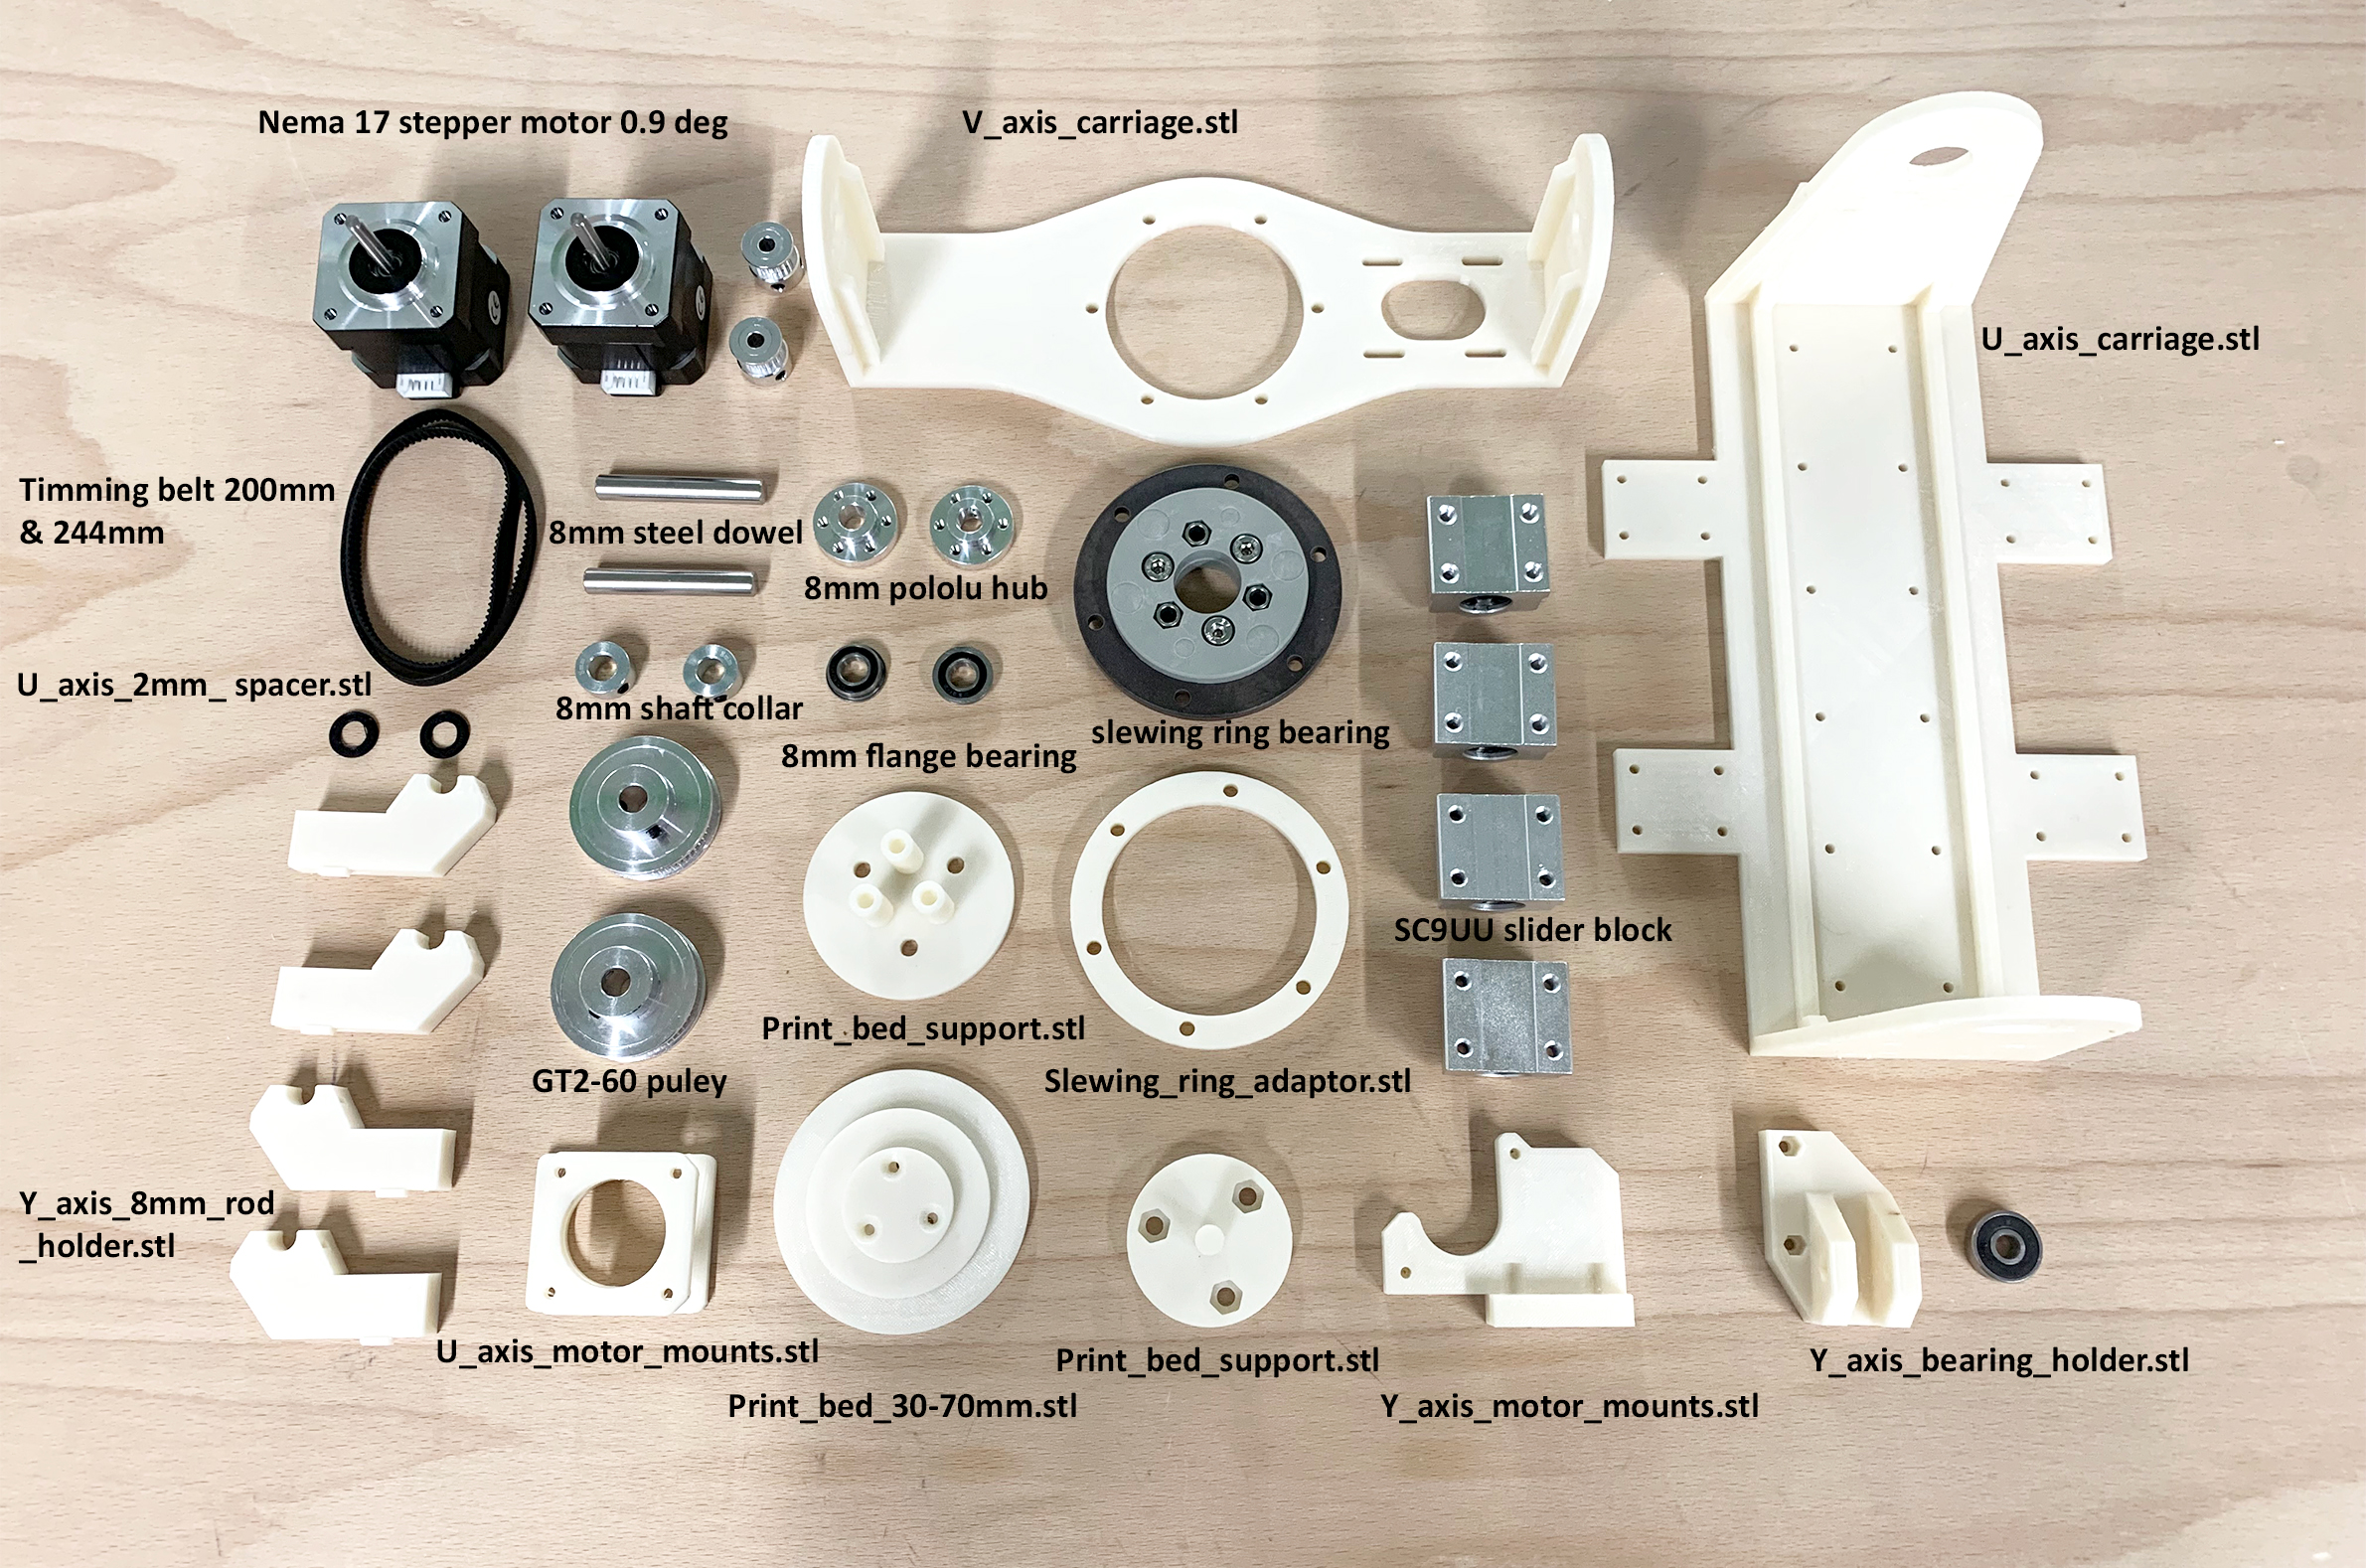 Nema 17 stepper motor 0.9 deg
V_axis_carriage.stl
U_axis_carriage.stl
Timming belt 200mm
& 244mm
8mm steel dowel
8mm pololu hub
U_axis_2mm_ spacer.stl
8mm shaft collar
8mm flange bearing
slewing ring bearing
SC9UU slider block
Print_bed_support.stl
GT2-60 puley
Slewing_ring_adaptor.stl
Y_axis_8mm_rod
_holder.stl
U_axis_motor_mounts.stl
Print_bed_support.stl
Y_axis_bearing_holder.stl
Print_bed_30-70mm.stl
Y_axis_motor_mounts.stl